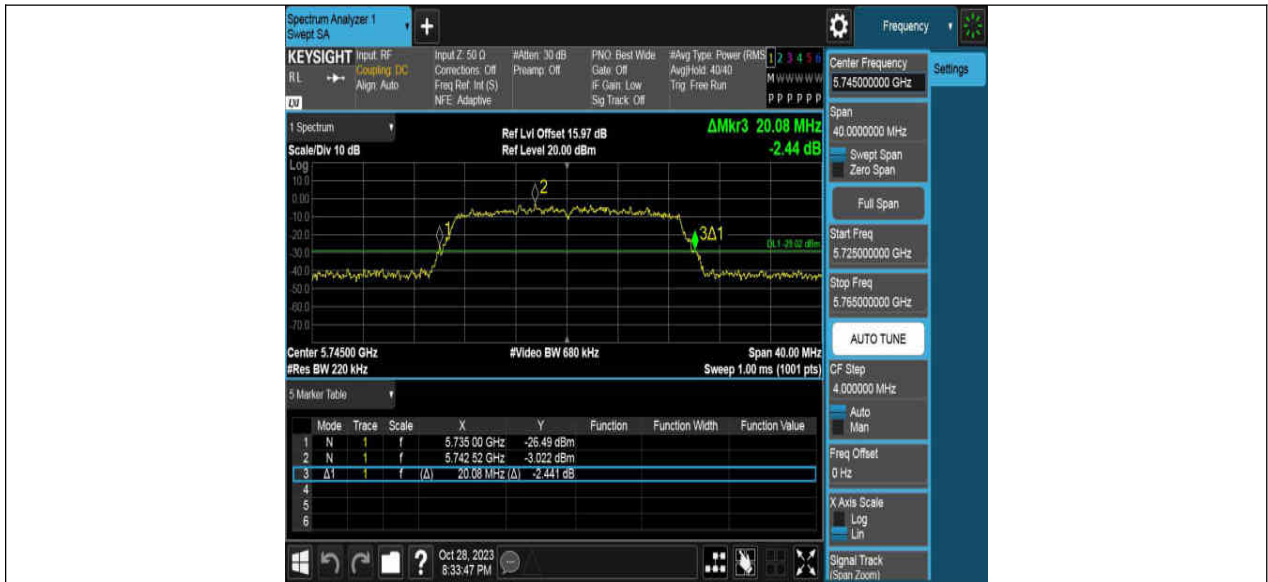 Spectrum Analyzer 1
Swept SA
+
Frequency
KEYSIGHT
RL
LXI
Input: RF
Coupling: DC
Align: Auto
Input Z: 50 Ω
Corrections: Off
Freq Ref: Int (S)
NFE: Adaptive
#Atten: 30 dB
Preamp: Off
PNO: Best Wide
Gate: Off
IF Gain: Low
Sig Track: Off
#Avg Type: Power (RMS
Avg|Hold: 40/40
Trig: Free Run
1 2 3 4 5 6
M W W W W W
P P P P P P
1 Spectrum
Scale/Div 10 dB
Ref Lvl Offset 15.97 dB
Ref Level 20.00 dBm
ΔMkr3 20.08 MHz
-2.44 dB
Log
10.0
0.00
-10.0
-20.0
-30.0
-40.0
-50.0
-60.0
-70.0
1
2
3Δ1
DL1 -29.02 dBm
Center 5.74500 GHz
#Video BW 680 kHz
Span 40.00 MHz
#Res BW 220 kHz
Sweep 1.00 ms (1001 pts)
5 Marker Table
Mode Trace Scale X Y Function Function Width Function Value
1 N 1 f 5.735 00 GHz -26.49 dBm
2 N 1 f 5.742 52 GHz -3.022 dBm
3 Δ1 1 f (Δ) 20.08 MHz (Δ) -2.441 dB
4
5
6
?
Oct 28, 2023
8:33:47 PM
Center Frequency
5.745000000 GHz
Settings
Span
40.0000000 MHz
Swept Span
Zero Span
Full Span
Start Freq
5.725000000 GHz
Stop Freq
5.765000000 GHz
AUTO TUNE
CF Step
4.000000 MHz
Auto
Man
Freq Offset
0 Hz
X Axis Scale
Log
Lin
Signal Track
(Span Zoom)